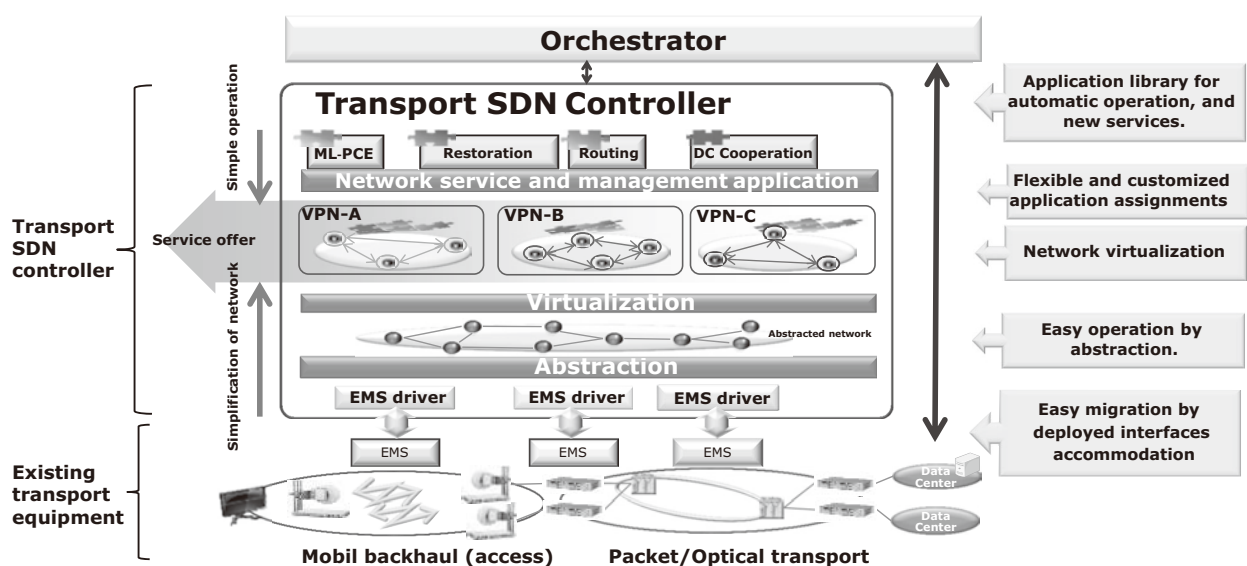 Orchestrator
Transport SDN Controller
ML-PCE
Restoration
Routing
DC Cooperation
Network service and management application
VPN-A
VPN-B
VPN-C
Virtualization
Abstracted network
Abstraction
EMS driver
EMS driver
EMS driver
EMS
EMS
EMS
Simple operation
Service offer
Simplification of network
Transport
SDN
controller
Existing
transport
equipment
Mobil backhaul (access)
Packet/Optical transport
Data
Center
Data
Center
Application library for
automatic operation, and
new services.
Flexible and customized
application assignments
Network virtualization
Easy operation by
abstraction.
Easy migration by
deployed interfaces
accommodation